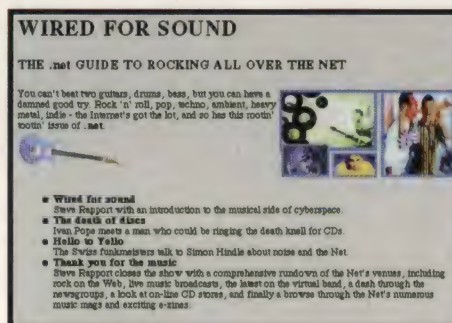 WIRED FOR SOUND
THE .net GUIDE TO ROCKING ALL OVER THE NET
You can't beat two guitars, drums, bass, but you can have a
damned good try. Rock 'n' roll, pop, techno, ambient, heavy
metal, indie - the Internet's got the lot, and so has this rootin'
tootin' issue of .net.
Wired for sound
Steve Rapport with an introduction to the musical side of cyberspace.
The death of discs
Ivan Pope meets a man who could be ringing the death knell for CDs.
Hello to Yello
The Swiss funkmeisters talk to Simon Hindle about noise and the Net.
Thank you for the music
Steve Rapport closes the show with a comprehensive rundown of the Net's venues, including
rock on the Web, live music broadcasts, the latest on the virtual band, a dash through the
newsgroups, a look at on-line CD stores, and finally a browse through the Net's numerous
music mags and exciting e-zines.